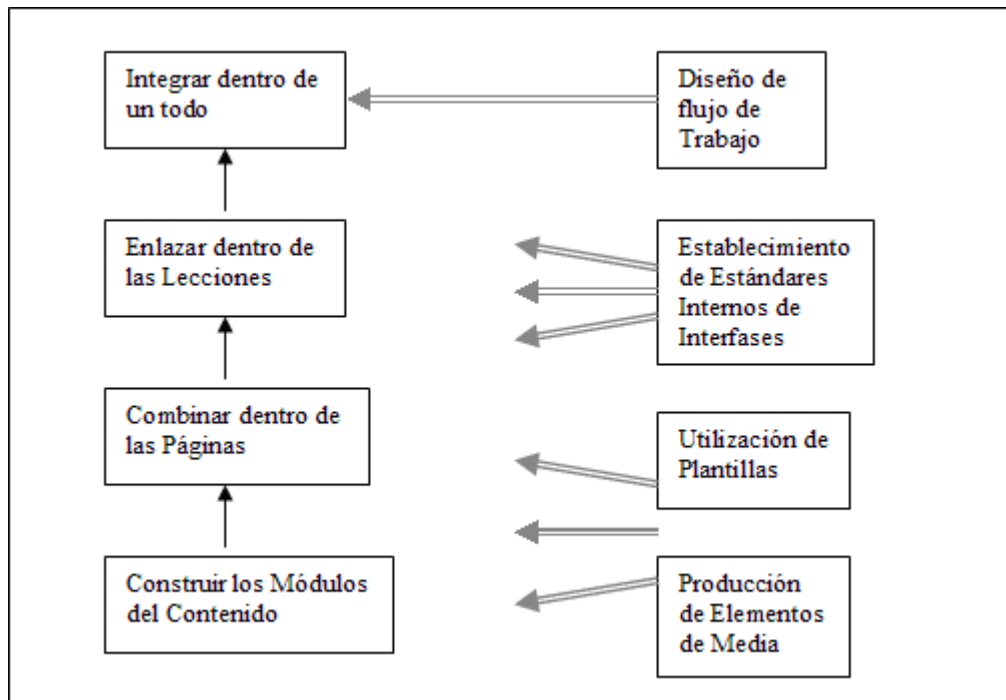 Integrar dentro de
un todo
Diseño de
flujo de
Trabajo
Enlazar dentro de
las Lecciones
Establecimiento
de Estándares
Internos de
Interfases
Combinar dentro de
las Páginas
Utilización de
Plantillas
Construir los Módulos
del Contenido
Producción
de Elementos
de Media